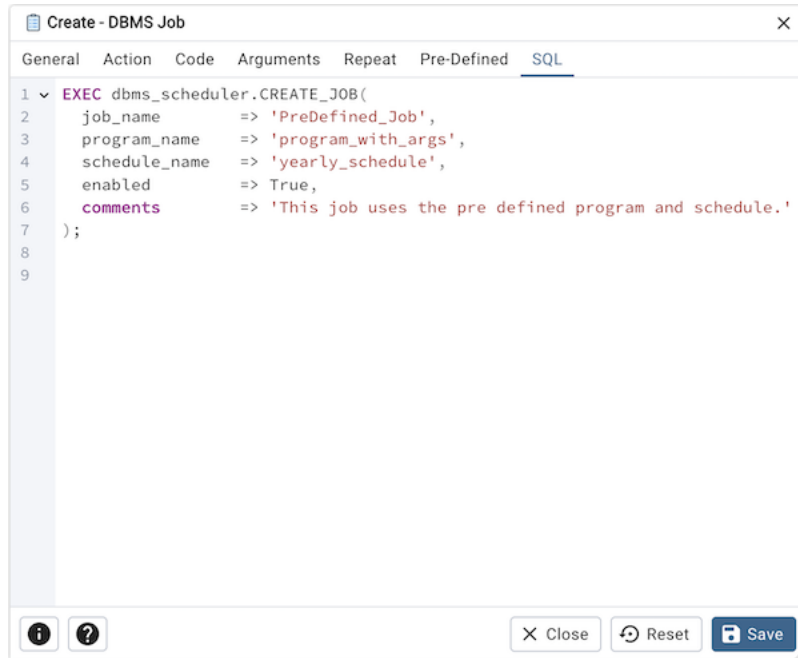 Create - DBMS Job
General Action Code Arguments Repeat Pre-Defined SQL
1 EXEC dbms_scheduler.CREATE_JOB(
2 job_name => 'PreDefined_Job',
3 program_name => 'program_with_args',
4 schedule_name => 'yearly_schedule',
5 enabled => True,
6 comments => 'This job uses the pre defined program and schedule.'
7 );
8
9
Close Reset Save